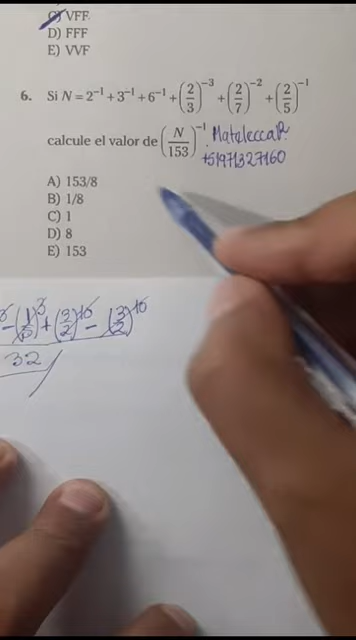 C) VFF
D) FFF
E) VVF
6. Si N = 2⁻¹ + 3⁻¹ + 6⁻¹ + (2/3)⁻³ + (2/7)⁻² + (2/5)⁻¹
calcule el valor de (N/153)⁻¹. MateleccaR.
+51971327160
A) 153/8
B) 1/8
C) 1
D) 8
E) 153
32